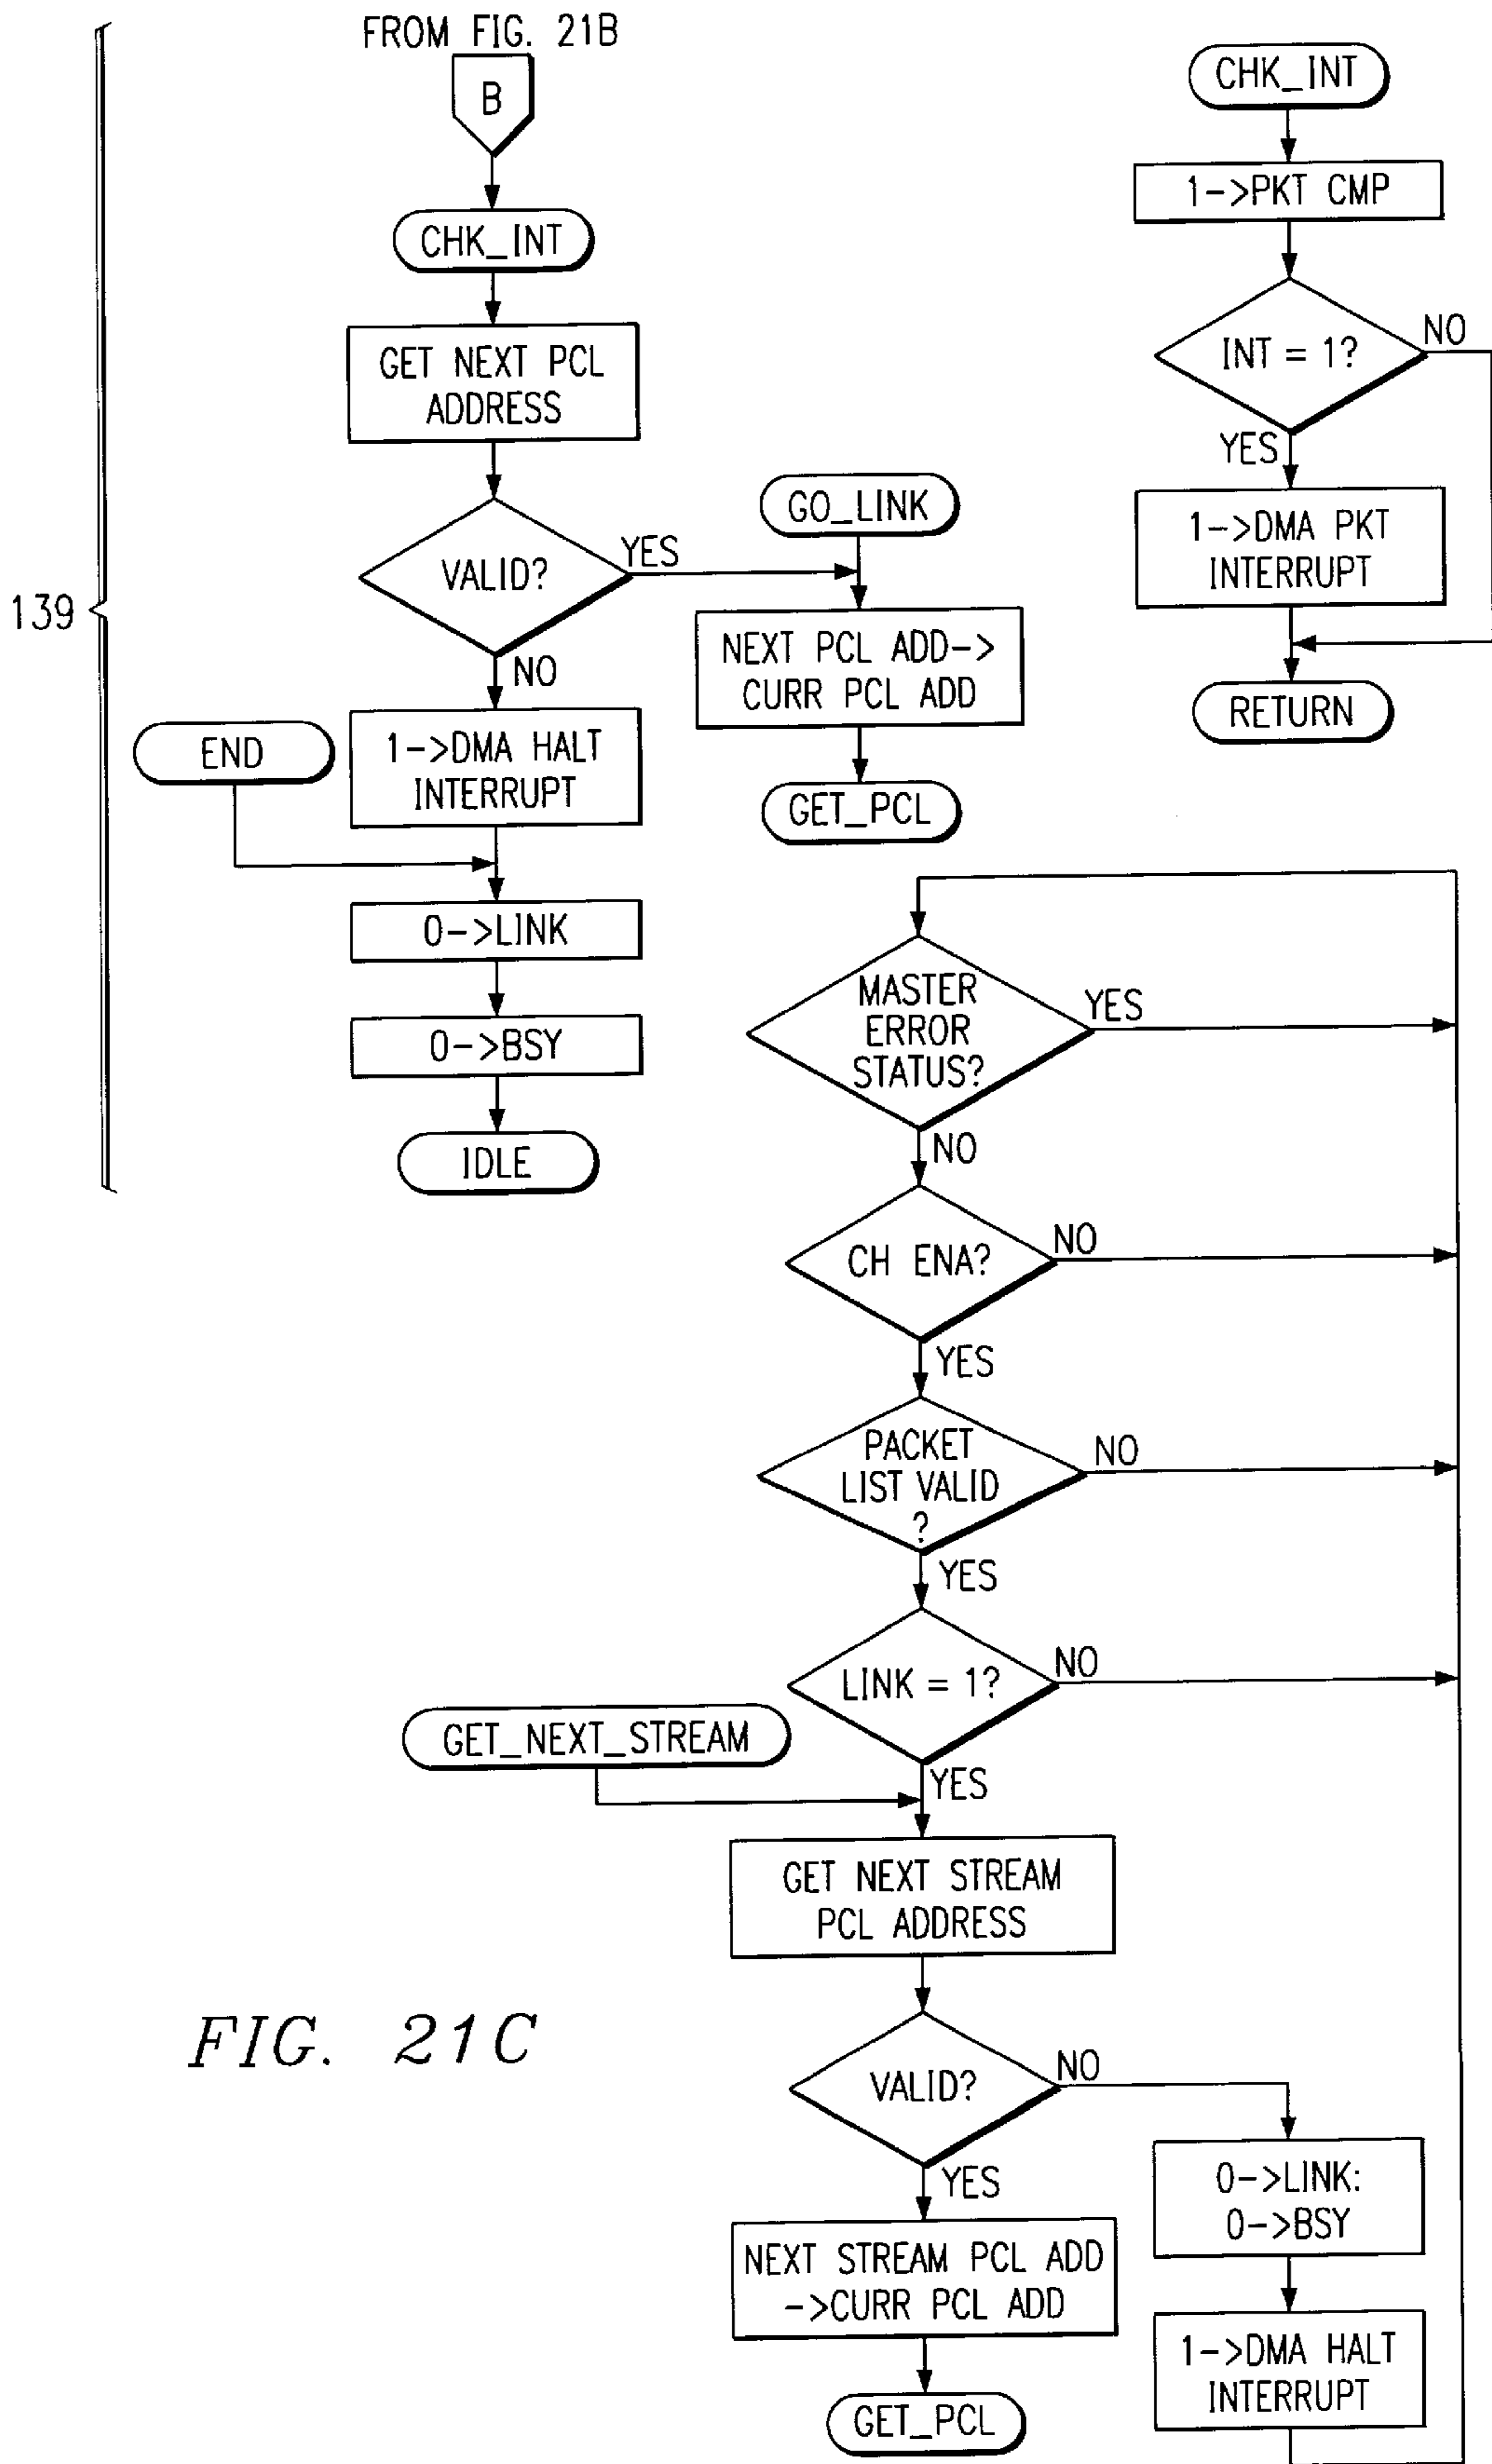 FROM FIG. 21B
B
CHK_INT
GET NEXT PCL
ADDRESS
VALID?
YES
NO
GO_LINK
NEXT PCL ADD->
CURR PCL ADD
GET_PCL
139
END
1->DMA HALT
INTERRUPT
0->LINK
0->BSY
IDLE
CHK_INT
1->PKT CMP
INT = 1?
NO
YES
1->DMA PKT
INTERRUPT
RETURN
MASTER
ERROR
STATUS?
YES
NO
CH ENA?
NO
YES
PACKET
LIST VALID
?
NO
YES
LINK = 1?
NO
GET_NEXT_STREAM
YES
GET NEXT STREAM
PCL ADDRESS
VALID?
NO
YES
0->LINK:
0->BSY
NEXT STREAM PCL ADD
->CURR PCL ADD
1->DMA HALT
INTERRUPT
GET_PCL
FIG. 21C